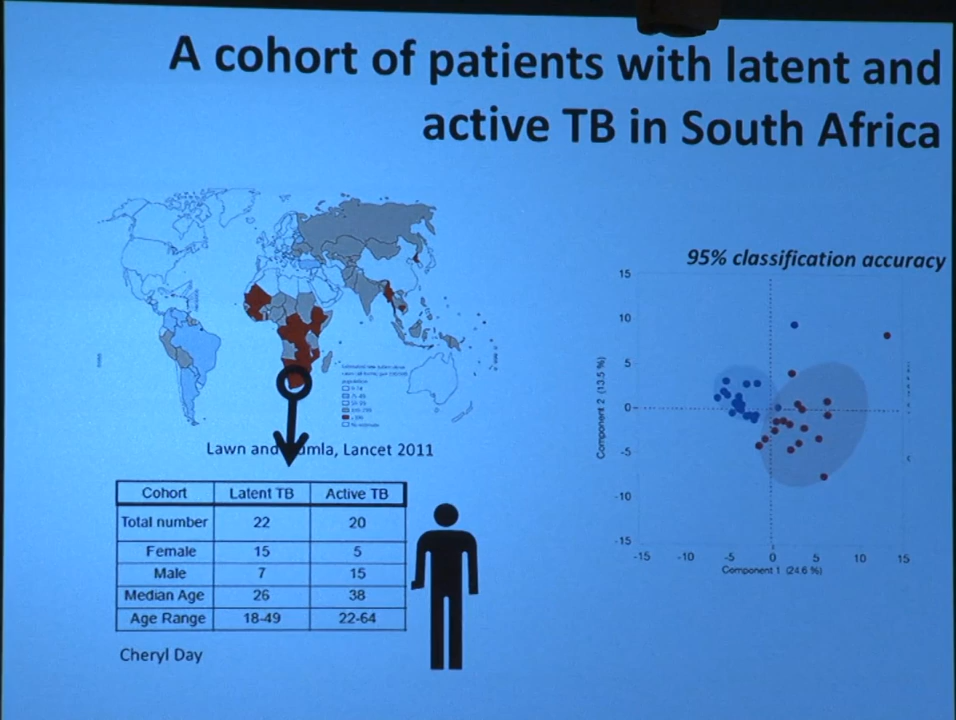 A cohort of patients with latent and
active TB in South Africa
95% classification accuracy
15
10
5
0
-5
-10
-15
Component 2 (13.5 %)
-15 -10 -5 0 5 10 15
Component 1 (24.6 %)
No estimate
Lawn and mla, Lancet 2011
Cohort Latent TB Active TB
Total number 22 20
Female 15 5
Male 7 15
Median Age 26 38
Age Range 18-49 22-64
Cheryl Day